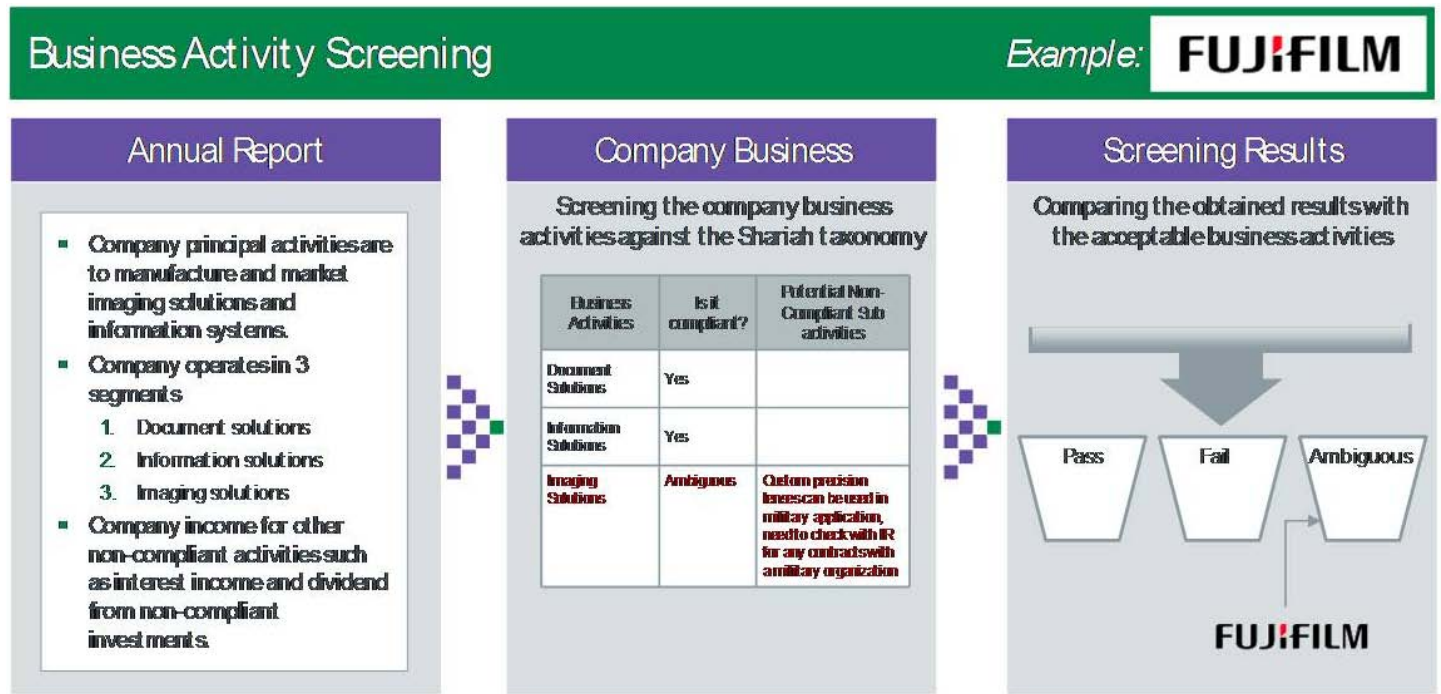 Business Activity Screening
Example:
FUJIFILM
Annual Report
Company principal activities are
to manufacture and market
imaging solutions and
information systems.
Company operates in 3
segments
1. Document solutions
2. Information solutions
3. Imaging solutions
Company income for other
non-compliant activities such
as interest income and dividend
from non-compliant
investments.
Company Business
Screening the company business
activities against the Shariah taxonomy
Business
Activities
Is it
compliant?
Potential Non-
Compliant Sub
activities
Document
Solutions
Yes
Information
Solutions
Yes
Imaging
Solutions
Ambiguous
Custom precision
lenses can be used in
military application,
need to check with IR
for any contracts with
a military organization
Screening Results
Comparing the obtained results with
the acceptable business activities
Pass
Fail
Ambiguous
FUJIFILM